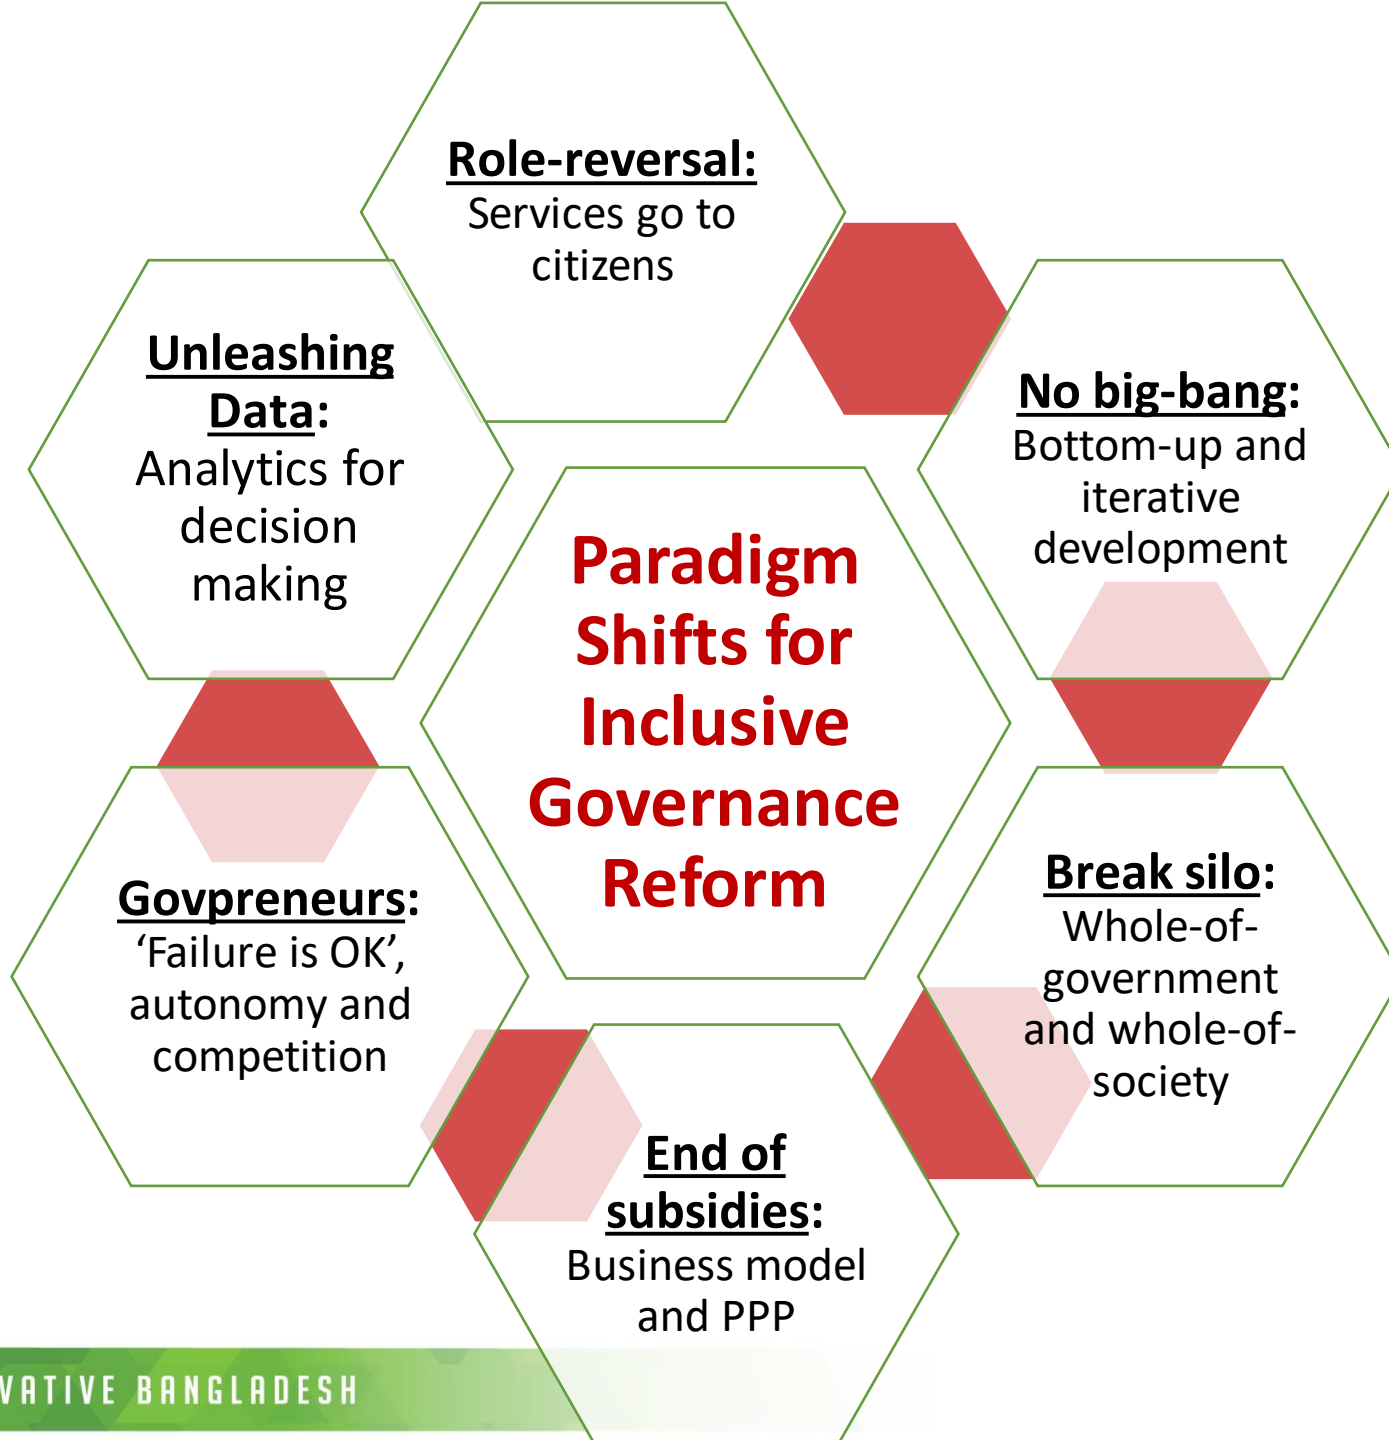 Role-reversal:
Services go to
citizens
No big-bang:
Bottom-up and
iterative
development
Break silo:
Whole-of-
government
and whole-of-
society
End of
subsidies:
Business model
and PPP
Govpreneurs:
‘Failure is OK’,
autonomy and
competition
Unleashing
Data:
Analytics for
decision
making
Paradigm
Shifts for
Inclusive
Governance
Reform
VATIVE BANGLADESH